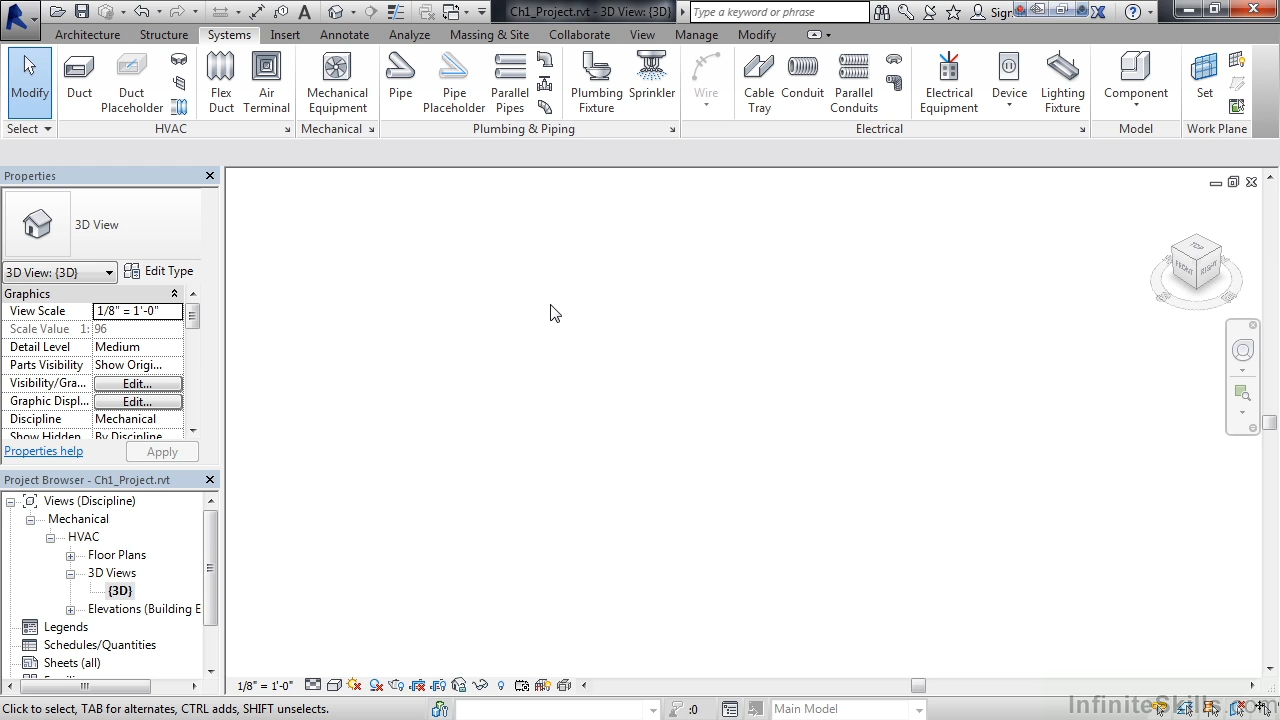 Ch1_Project.rvt - 3D View: {3D}
Type a keyword or phrase
Sign
Architecture Structure Systems Insert Annotate Analyze Massing & Site Collaborate View Manage Modify
Modify
Duct
Duct Placeholder
Flex Duct
Air Terminal
Mechanical Equipment
Pipe
Pipe Placeholder
Parallel Pipes
Plumbing Fixture
Sprinkler
Wire
Cable Tray
Conduit
Parallel Conduits
Electrical Equipment
Device
Lighting Fixture
Component
Set
Select HVAC Mechanical Plumbing & Piping Electrical Model Work Plane
Properties
3D View
3D View: {3D} Edit Type
Graphics
View Scale 1/8" = 1'-0"
Scale Value 1: 96
Detail Level Medium
Parts Visibility Show Origi...
Visibility/Gra... Edit...
Graphic Displ... Edit...
Discipline Mechanical
Show Hidden By Discipline
Properties help Apply
TOP
FRONT RIGHT
Project Browser - Ch1_Project.rvt
Views (Discipline)
Mechanical
HVAC
Floor Plans
3D Views
{3D}
Elevations (Building E
Legends
Schedules/Quantities
Sheets (all)
1/8" = 1'-0"
Click to select, TAB for alternates, CTRL adds, SHIFT unselects.
:0
Main Model
InfiniteSkills.com